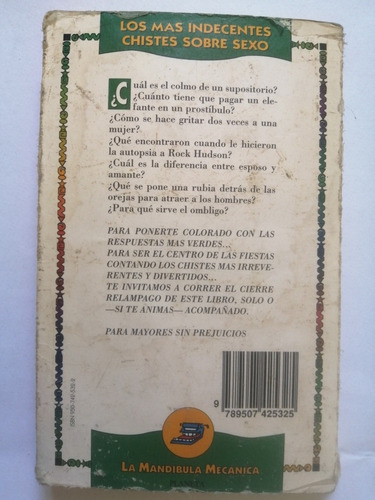 LOS MAS INDECENTES
CHISTES SOBRE SEXO
¿Cuál es el colmo de un supositorio?
¿Cuánto tiene que pagar un ele-
fante en un prostíbulo?
¿Cómo se hace gritar dos veces a una
mujer?
¿Qué encontraron cuando le hicieron
la autopsia a Rock Hudson?
¿Cuál es la diferencia entre esposo y
amante?
¿Qué se pone una rubia detrás de las
orejas para atraer a los hombres?
¿Para qué sirve el ombligo?
PARA PONERTE COLORADO CON LAS
RESPUESTAS MAS VERDES...
PARA SER EL CENTRO DE LAS FIESTAS
CONTANDO LOS CHISTES MAS IRREVE-
RENTES Y DIVERTIDOS...
TE INVITAMOS A CORRER EL CIERRE
RELAMPAGO DE ESTE LIBRO, SOLO O
—SI TE ANIMAS— ACOMPAÑADO.
PARA MAYORES SIN PREJUICIOS
9 789507 425325
LA MANDIBULA MECANICA
PLANETA